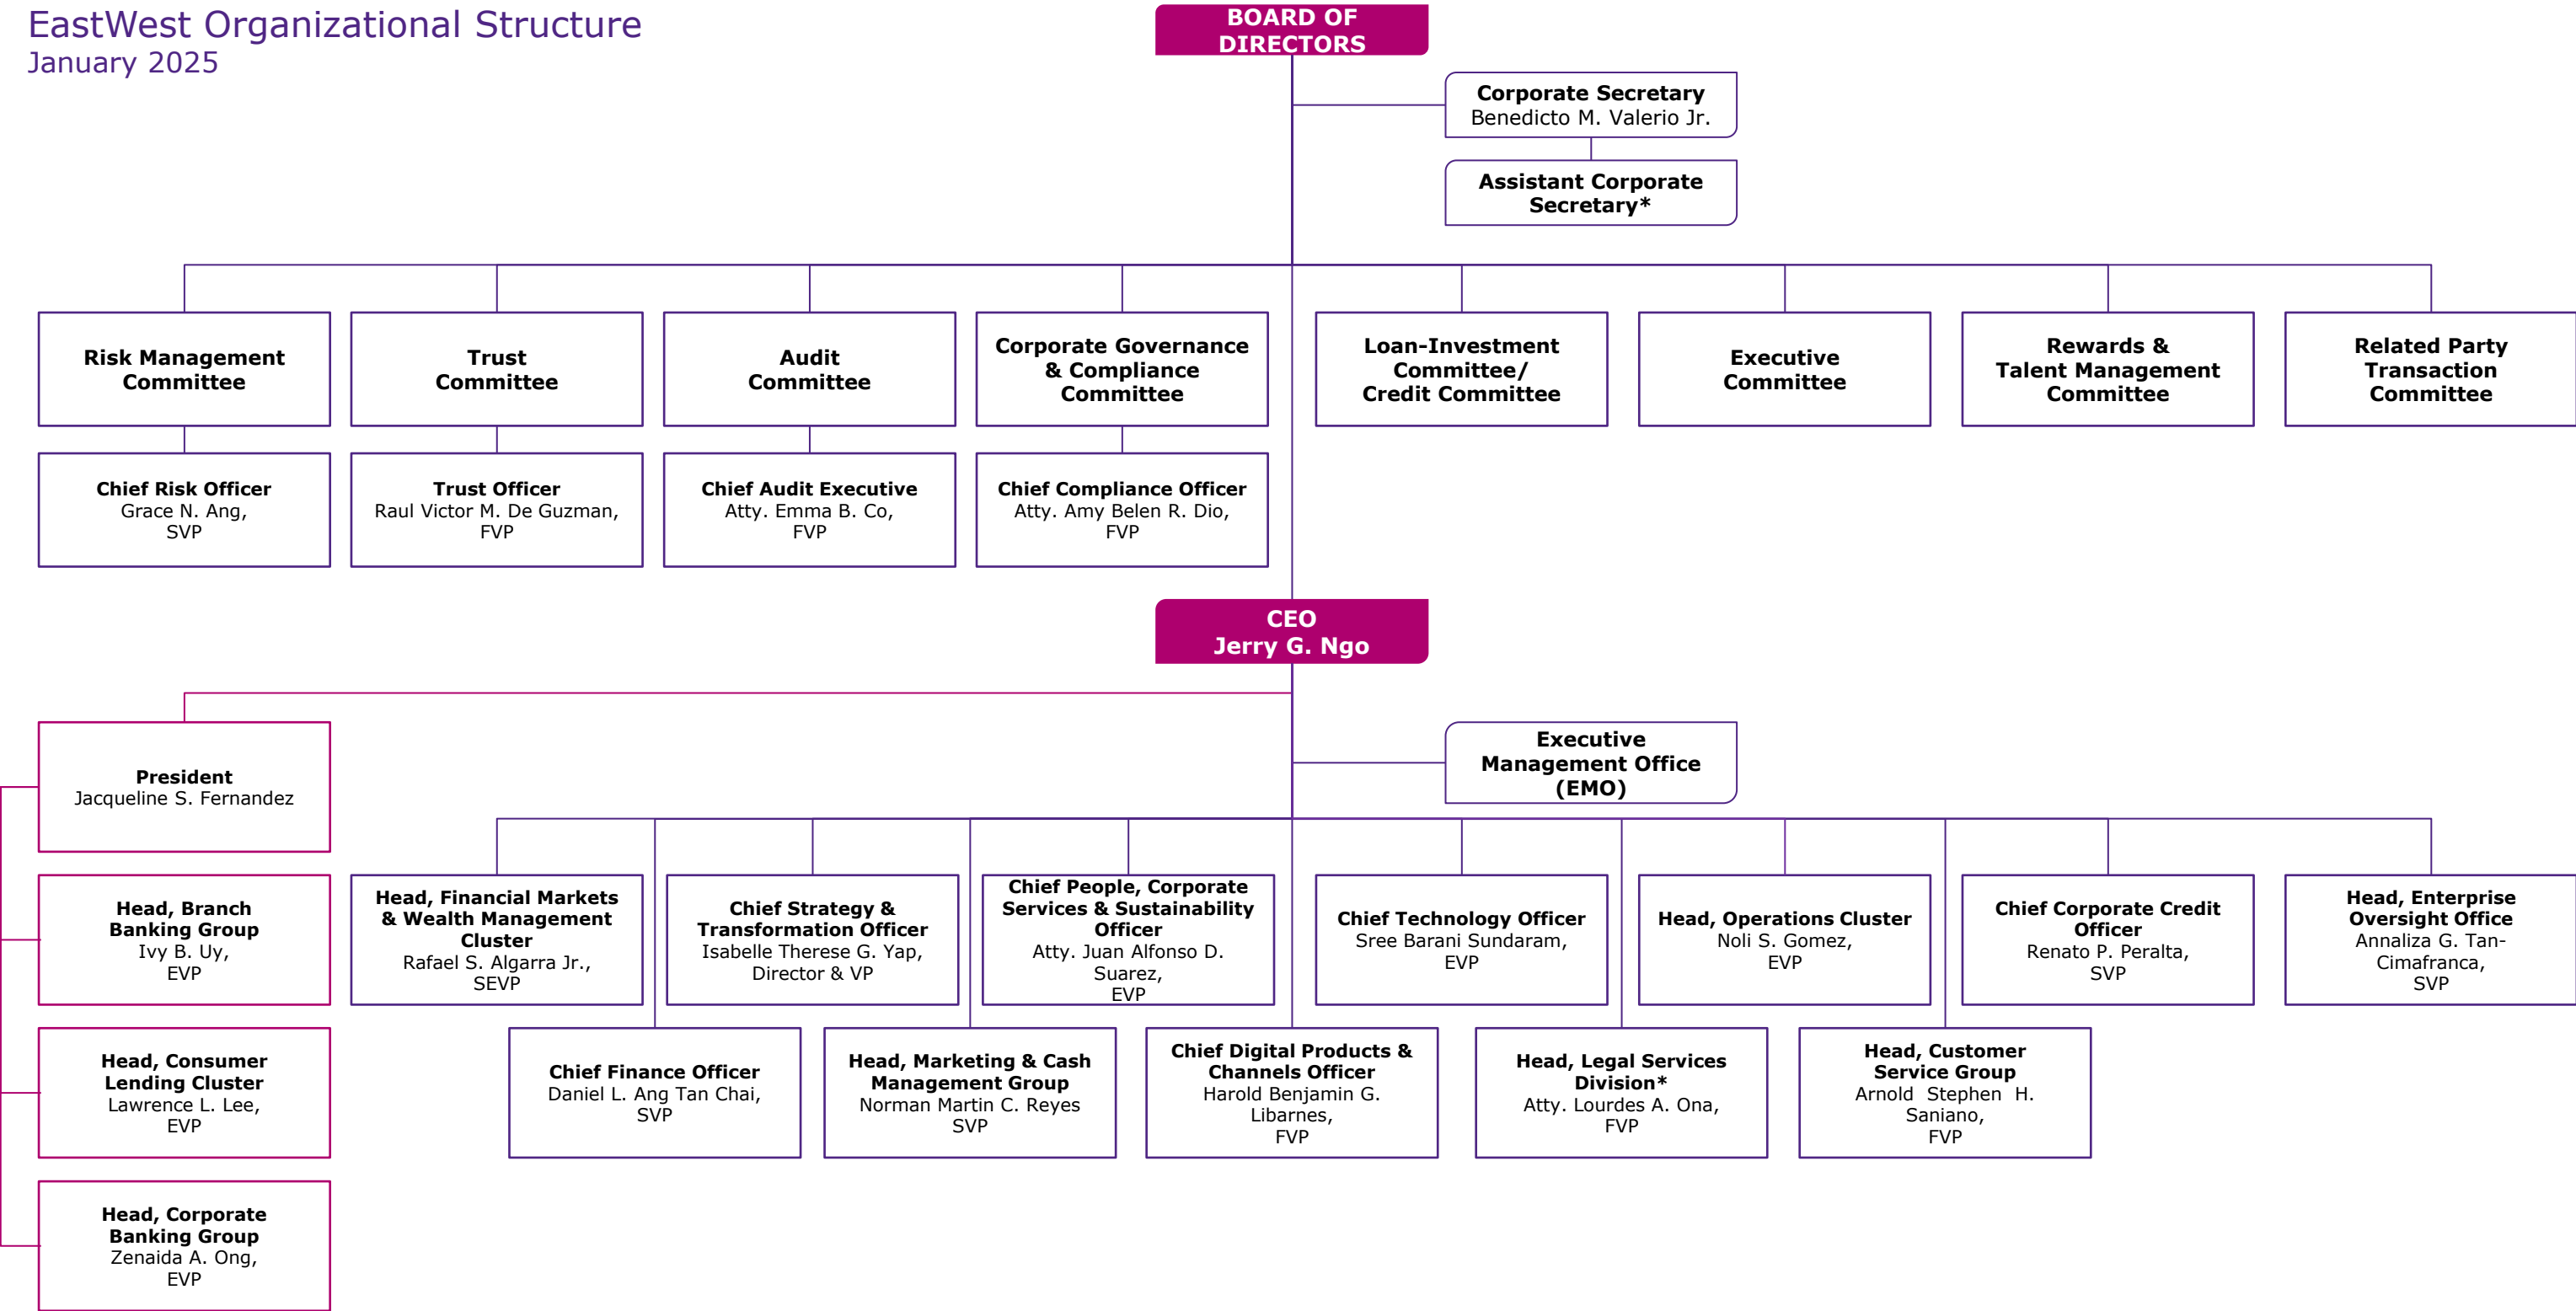 EastWest Organizational Structure
January 2025
BOARD OF
DIRECTORS
Corporate Secretary
Benedicto M. Valerio Jr.
Assistant Corporate
Secretary*
Risk Management
Committee
Trust
Committee
Audit
Committee
Corporate Governance
& Compliance
Committee
Loan-Investment
Committee/
Credit Committee
Executive
Committee
Rewards &
Talent Management
Committee
Related Party
Transaction
Committee
Chief Risk Officer
Grace N. Ang,
SVP
Trust Officer
Raul Victor M. De Guzman,
FVP
Chief Audit Executive
Atty. Emma B. Co,
FVP
Chief Compliance Officer
Atty. Amy Belen R. Dio,
FVP
CEO
Jerry G. Ngo
President
Jacqueline S. Fernandez
Executive
Management Office
(EMO)
Head, Branch
Banking Group
Ivy B. Uy,
EVP
Head, Financial Markets
& Wealth Management
Cluster
Rafael S. Algarra Jr.,
SEVP
Chief Strategy &
Transformation Officer
Isabelle Therese G. Yap,
Director & VP
Chief People, Corporate
Services & Sustainability
Officer
Atty. Juan Alfonso D.
Suarez,
EVP
Chief Technology Officer
Sree Barani Sundaram,
EVP
Head, Operations Cluster
Noli S. Gomez,
EVP
Chief Corporate Credit
Officer
Renato P. Peralta,
SVP
Head, Enterprise
Oversight Office
Annaliza G. Tan-
Cimafranca,
SVP
Head, Consumer
Lending Cluster
Lawrence L. Lee,
EVP
Chief Finance Officer
Daniel L. Ang Tan Chai,
SVP
Head, Marketing & Cash
Management Group
Norman Martin C. Reyes
SVP
Chief Digital Products &
Channels Officer
Harold Benjamin G.
Libarnes,
FVP
Head, Legal Services
Division*
Atty. Lourdes A. Ona,
FVP
Head, Customer
Service Group
Arnold  Stephen  H.
Saniano,
FVP
Head, Corporate
Banking Group
Zenaida A. Ong,
EVP